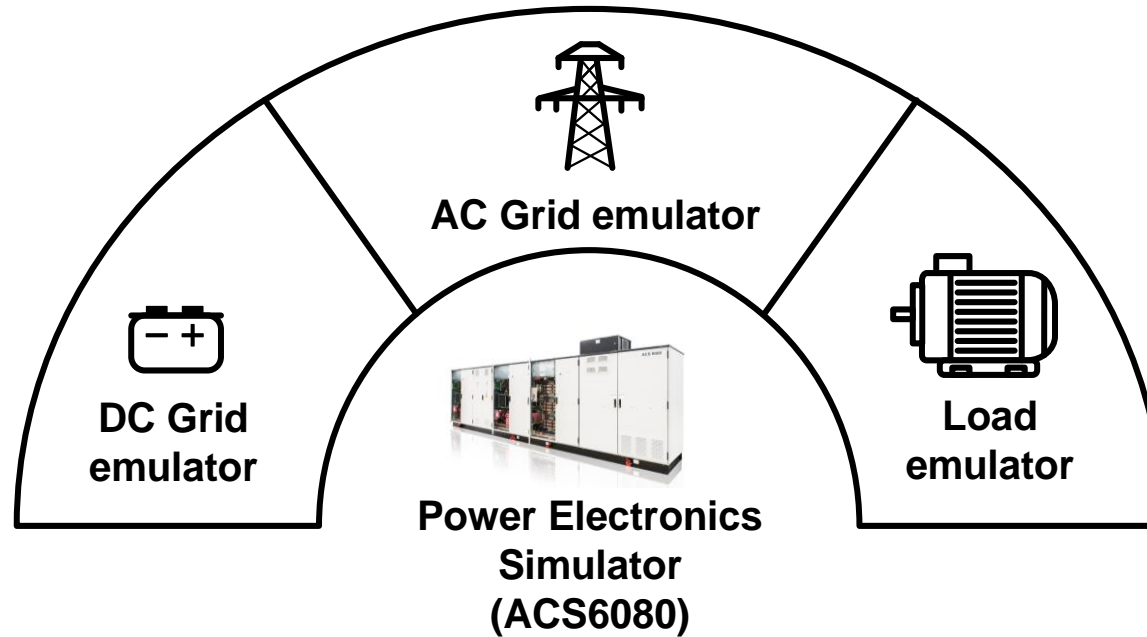 AC Grid emulator
DC Grid
emulator
Load
emulator
Power Electronics
Simulator
(ACS6080)